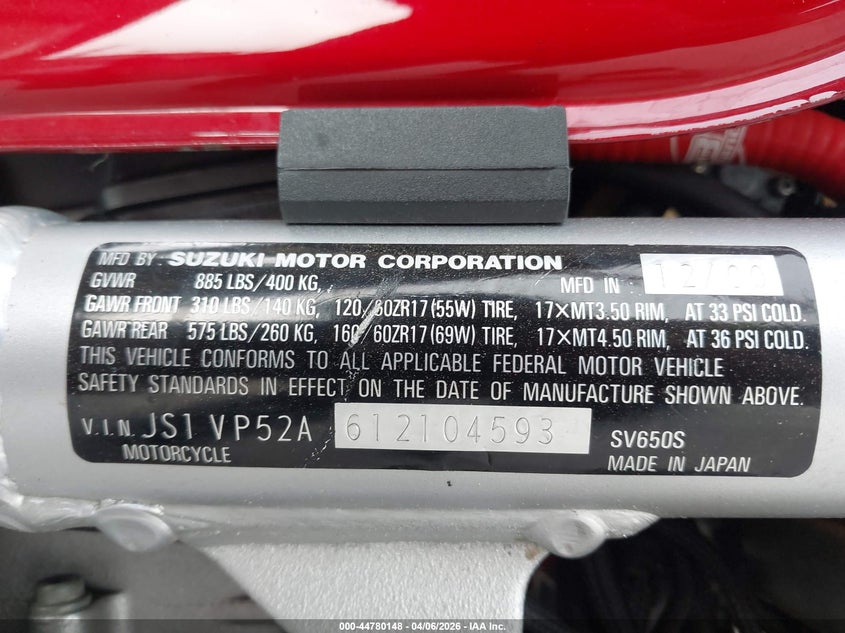 MFD BY SUZUKI MOTOR CORPORATION
GVWR 885 LBS/400 KG, MFD IN : 12/00
GAWR FRONT 310 LBS/140 KG, 120/60ZR17 (55W) TIRE, 17×MT3.50 RIM, AT 33 PSI COLD.
GAWR REAR 575 LBS/260 KG, 160/60ZR17 (69W) TIRE, 17×MT4.50 RIM, AT 36 PSI COLD.
THIS VEHICLE CONFORMS TO ALL APPLICABLE FEDERAL MOTOR VEHICLE
SAFETY STANDARDS IN EFFECT ON THE DATE OF MANUFACTURE SHOWN ABOVE.
V.I.N. JS1VP52A 612104593 SV650S
MOTORCYCLE MADE IN JAPAN
000-44780148 - 04/06/2026 - IAA Inc.